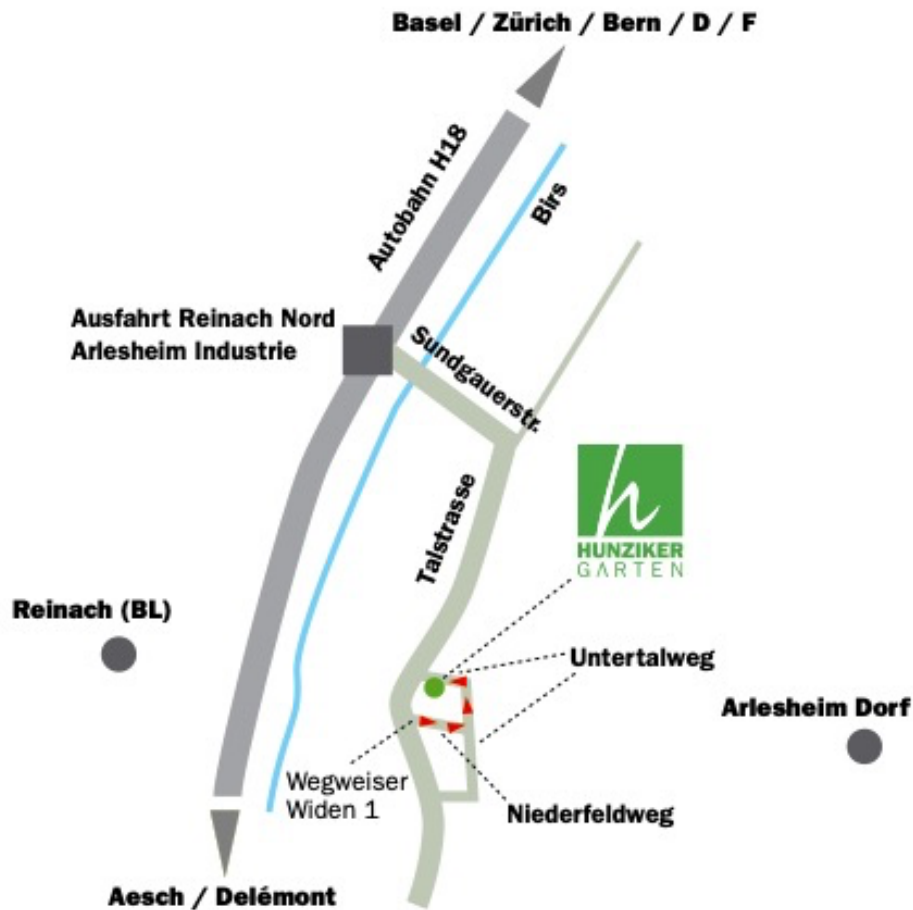 Basel / Zürich / Bern / D / F
Autobahn H18
Birs
Ausfahrt Reinach Nord
Arlesheim Industrie
Sundgauerstr.
Talstrasse
h
HUNZIKER
GARTEN
Reinach (BL)
Untertalweg
Arlesheim Dorf
Wegweiser
Widen 1
Niederfeldweg
Aesch / Delémont